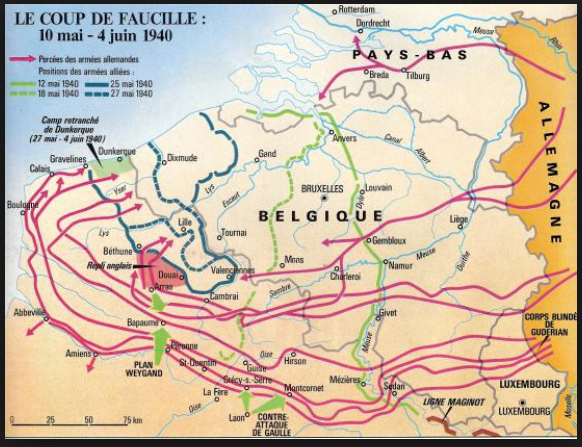 LE COUP DE FAUCILLE :
10 mai - 4 juin 1940
Percées des armées allemandes
Positions des armées alliées :
12 mai 1940
25 mai 1940
18 mai 1940
27 mai 1940
Rotterdam
Dordrecht
Meuse
Rhin
PAYS-BAS
Breda
Tilburg
ALLEMAGNE
Camp retranché
de Dunkerque
(27 mai - 4 juin 1940)
Gravelines
Dunkerque
Calais
Dixmude
Gand
Anvers
Canal
Albert
Boulogne
Yser
Lys
Escaut
BRUXELLES
Louvain
Dyle
BELGIQUE
Liège
Lys
Lille
Tournai
Gembloux
Béthune
Repli anglais
Douai
Valenciennes
Mons
Charleroi
Namur
Meuse
Ourthe
Arras
Cambrai
Sambre
Abbeville
Bapaume
Givet
CORPS BLINDÉ
DE
GUDERIAN
Amiens
Péronne
PLAN
WEYGAND
St-Quentin
Oise
Guise
Hirson
Meuse
Crécy-s.-Serre
Montcornet
Mézières
Sedan
La Fère
Oise
Laon
CONTRE-
ATTAQUE
DE GAULLE
LIGNE MAGINOT
LUXEMBOURG
LUXEMBOURG
Moselle
0 25 50 75 km